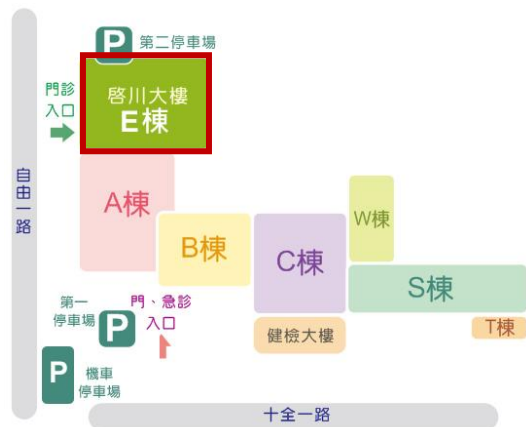 P
第二停車場
門診
入口
啓川大樓
E棟
自由一路
A棟
B棟
C棟
W棟
S棟
T棟
健檢大樓
第一
停車場
P
門、急診
入口
P
機車
停車場
十全一路